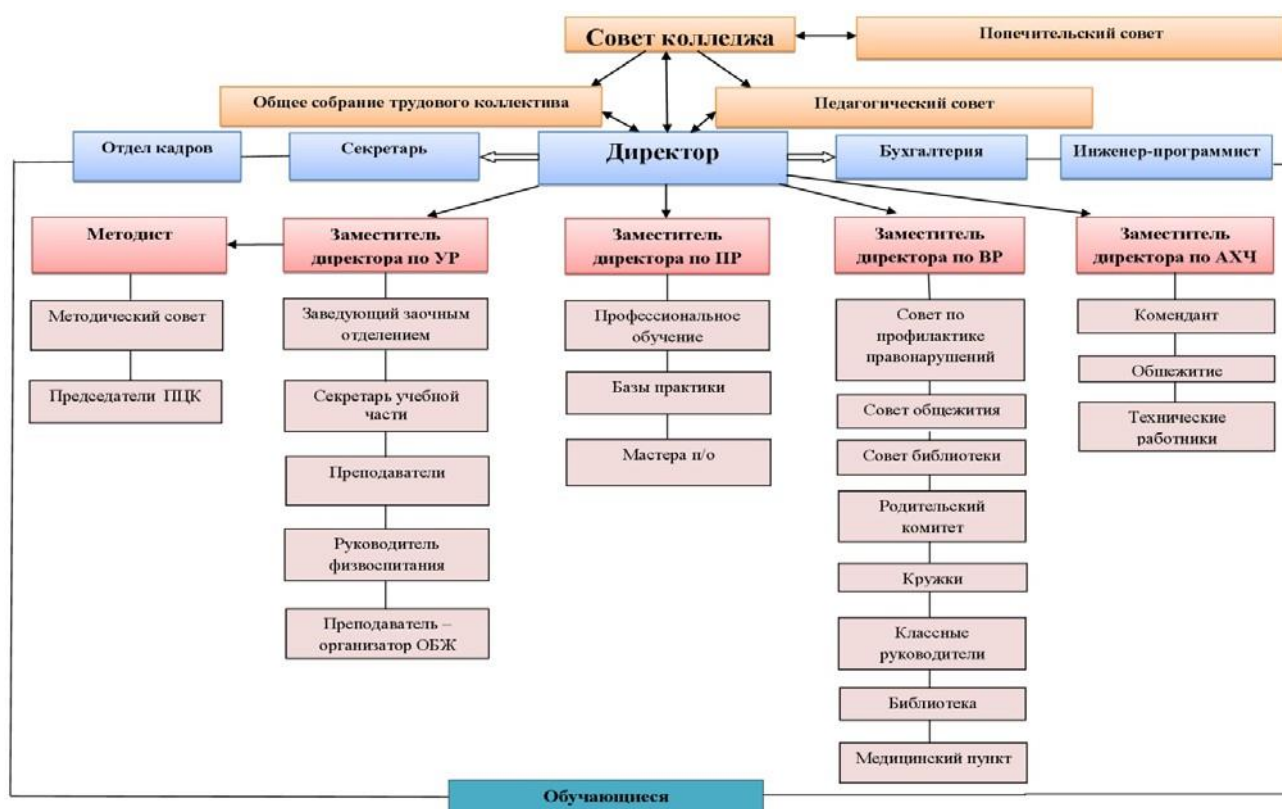 Совет колледжа
Попечительский совет
Общее собрание трудового коллектива
Педагогический совет
Отдел кадров
Секретарь
Директор
Бухгалтерия
Инженер-программист
Методист
Заместитель
директора по УР
Заместитель
директора по ПР
Заместитель
директора по ВР
Заместитель
директора по АХЧ
Методический совет
Председатели ПЦК
Заведующий заочным
отделением
Секретарь учебной
части
Преподаватели
Руководитель
физвоспитания
Преподаватель –
организатор ОБЖ
Профессиональное
обучение
Базы практики
Мастера п/о
Совет по
профилактике
правонарушений
Совет общежития
Совет библиотеки
Родительский
комитет
Кружки
Классные
руководители
Библиотека
Медицинский пункт
Комендант
Общежитие
Технические
работники
Обучающиеся